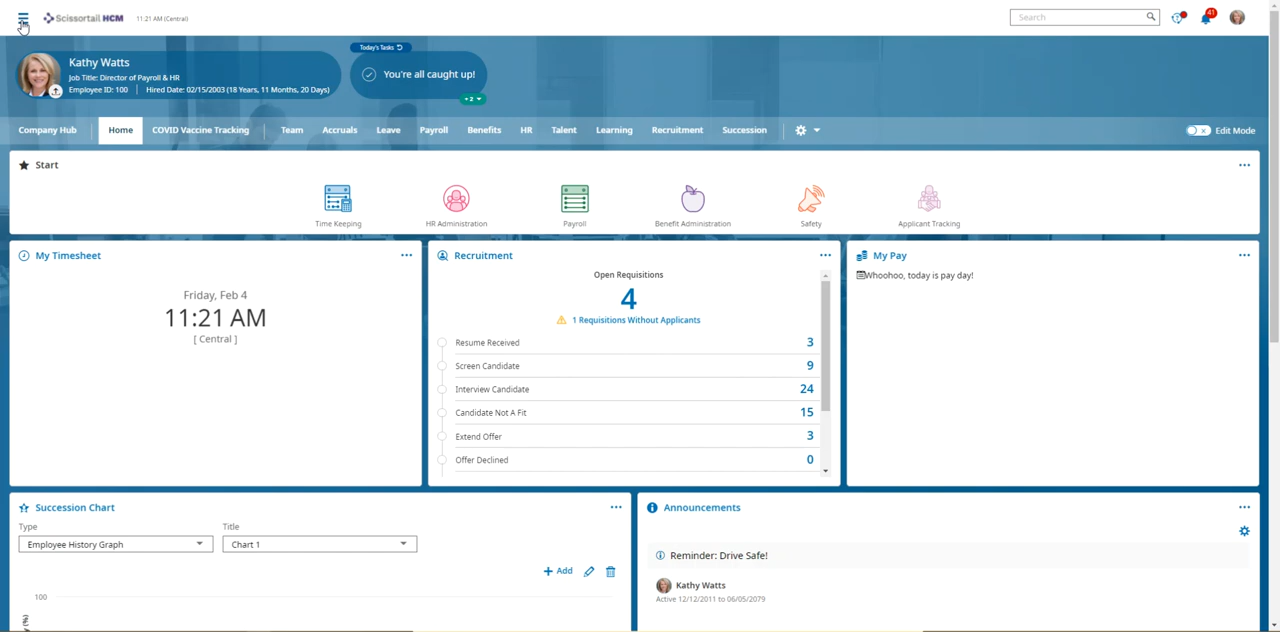 Scissortail HCM
11:21 AM (Central)
Search
41
Kathy Watts
Job Title: Director of Payroll & HR
Employee ID: 100 | Hired Date: 02/15/2003 (18 Years, 11 Months, 20 Days)
Today's Tasks
You're all caught up!
+ 2
Company Hub
Home
COVID Vaccine Tracking
Team
Accruals
Leave
Payroll
Benefits
HR
Talent
Learning
Recruitment
Succession
Edit Mode
Start
Time Keeping
HR Administration
Payroll
Benefit Administration
Safety
Applicant Tracking
My Timesheet
Friday, Feb 4
11:21 AM
[ Central ]
Recruitment
Open Requisitions
4
1 Requisitions Without Applicants
Resume Received 3
Screen Candidate 9
Interview Candidate 24
Candidate Not A Fit 15
Extend Offer 3
Offer Declined 0
My Pay
Whoohoo, today is pay day!
Succession Chart
Type
Title
Employee History Graph
Chart 1
+ Add
100
y (%)
Announcements
Reminder: Drive Safe!
Kathy Watts
Active 12/12/2011 to 06/05/2079